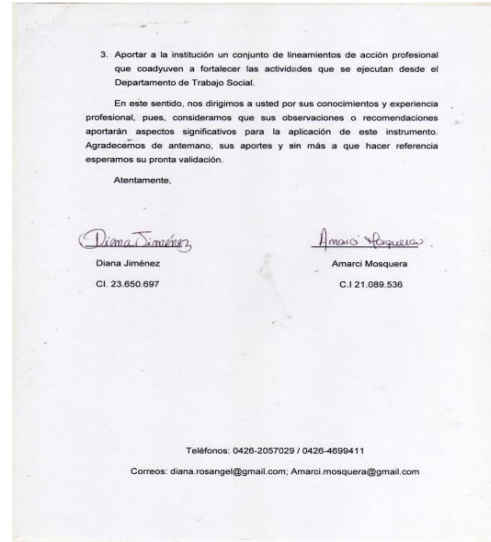 3. Aportar a la institución un conjunto de lineamientos de acción profesional
que coadyuven a fortalecer las actividades que se ejecutan desde el
Departamento de Trabajo Social.
En este sentido, nos dirigimos a usted por sus conocimientos y experiencia
profesional, pues, consideramos que sus observaciones o recomendaciones
aportarán aspectos significativos para la aplicación de este instrumento.
Agradecemos de antemano, sus aportes y sin más a que hacer referencia
esperamos su pronta validación.
Atentamente,
Diana Jiménez
Amarci Mosquera
Diana Jiménez
Amarci Mosquera
CI. 23.650.697
C.I 21.089.536
Teléfonos: 0426-2057029 / 0426-4699411
Correos: diana.rosangel@gmail.com; Amarci.mosquera@gmail.com